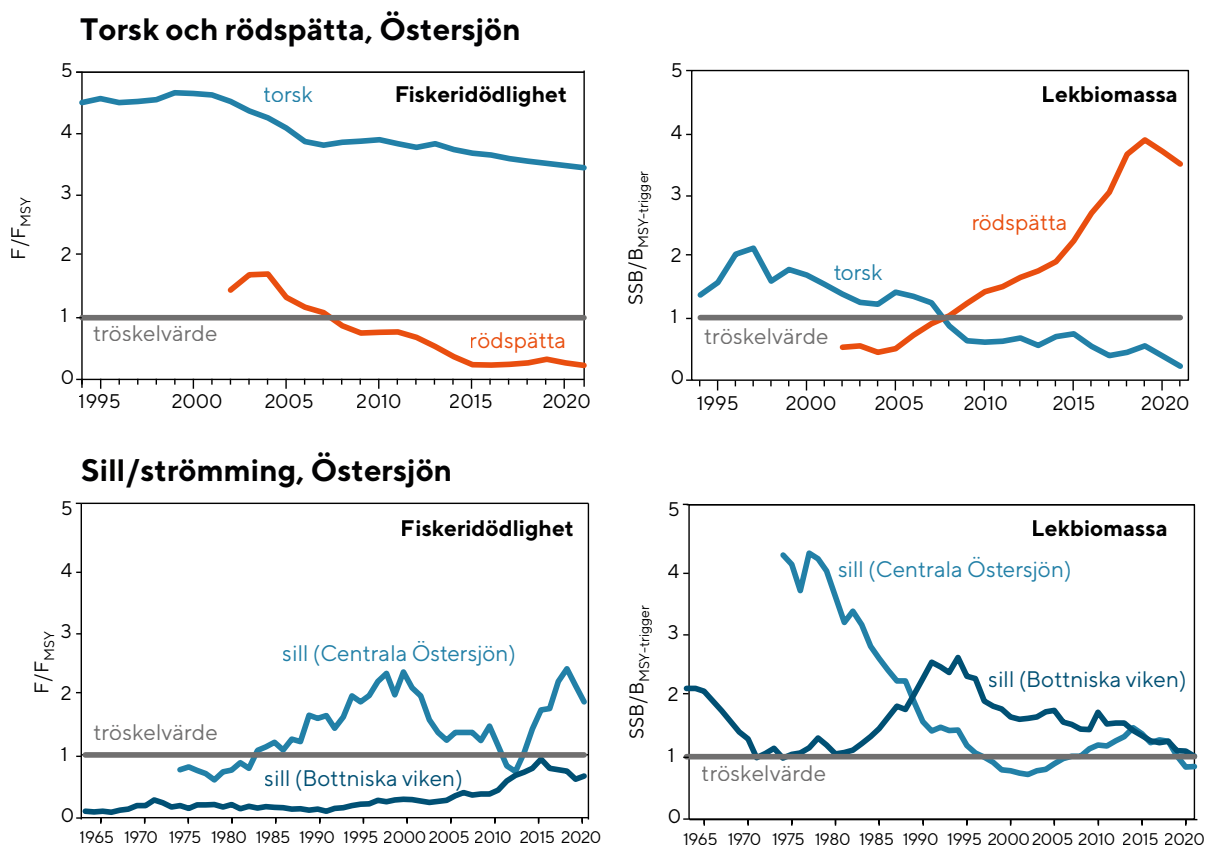 Torsk och rödspätta, Östersjön
5
4
3
2
1
0
F/FMSY
torsk
Fiskeridödlighet
tröskelvärde
rödspätta
1995 2000 2005 2010 2015 2020
5
4
3
2
1
0
SSB/BMSY-trigger
Lekbiomassa
rödspätta
torsk
tröskelvärde
1995 2000 2005 2010 2015 2020
Sill/strömming, Östersjön
5
4
3
2
1
0
F/FMSY
Fiskeridödlighet
sill (Centrala Östersjön)
tröskelvärde
sill (Bottniska viken)
1965 1970 1975 1980 1985 1990 1995 2000 2005 2010 2015 2020
5
4
3
2
1
0
SSB/BMSY-trigger
Lekbiomassa
sill (Centrala Östersjön)
sill (Bottniska viken)
tröskelvärde
1965 1970 1975 1980 1985 1990 1995 2000 2005 2010 2015 2020